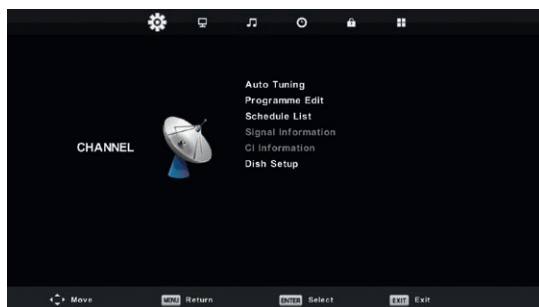 Auto Tuning
Programme Edit
Schedule List
Signal Information
CHANNEL
CI Information
Dish Setup
Move MENU Return ENTER Select EXIT Exit